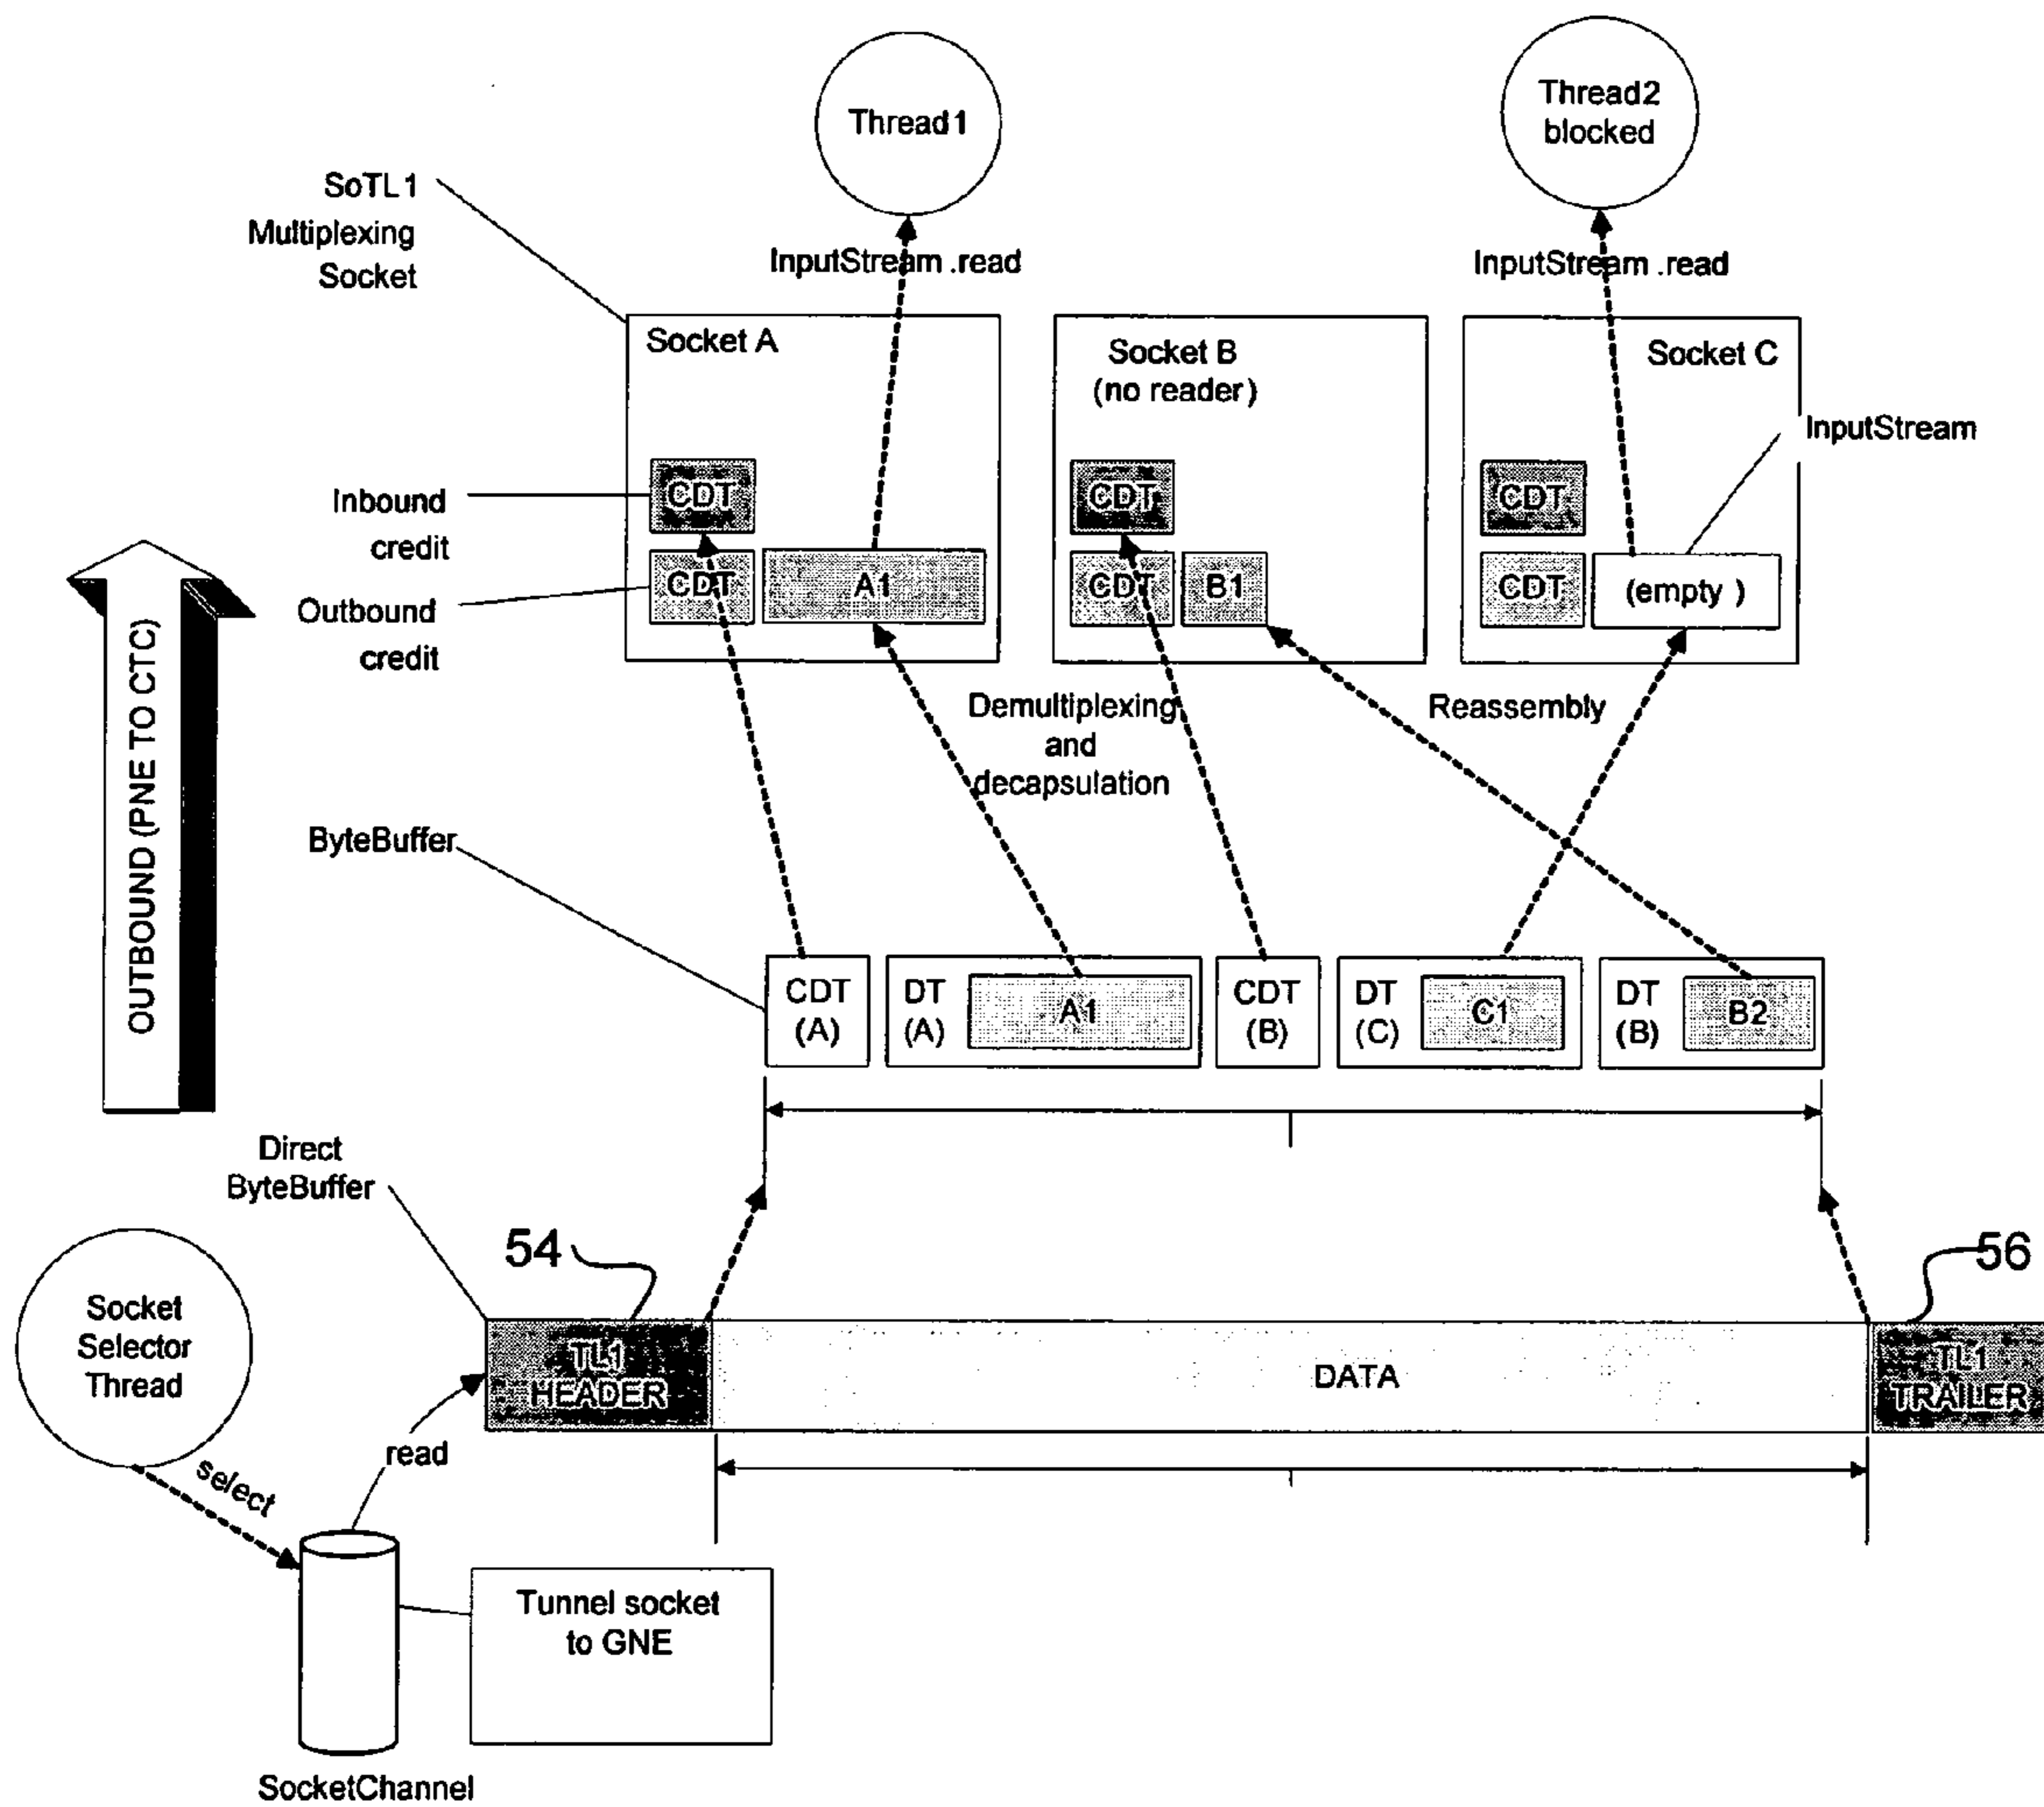 Thread1
Thread2
blocked
SoTL1
Multiplexing
Socket
InputStream .read
InputStream .read
Socket A
Socket B
(no reader)
Socket C
InputStream
Inbound
credit
CDT
CDT
CDT
Outbound
credit
CDT
A1
CDT
B1
CDT
(empty )
OUTBOUND (PNE TO CTC)
Demultiplexing
and
decapsulation
Reassembly
ByteBuffer
CDT
(A)
DT
(A)
A1
CDT
(B)
DT
(C)
C1
DT
(B)
B2
Direct
ByteBuffer
54
56
Socket
Selector
Thread
TL1
HEADER
DATA
TL1
TRAILER
read
select
Tunnel socket
to GNE
SocketChannel